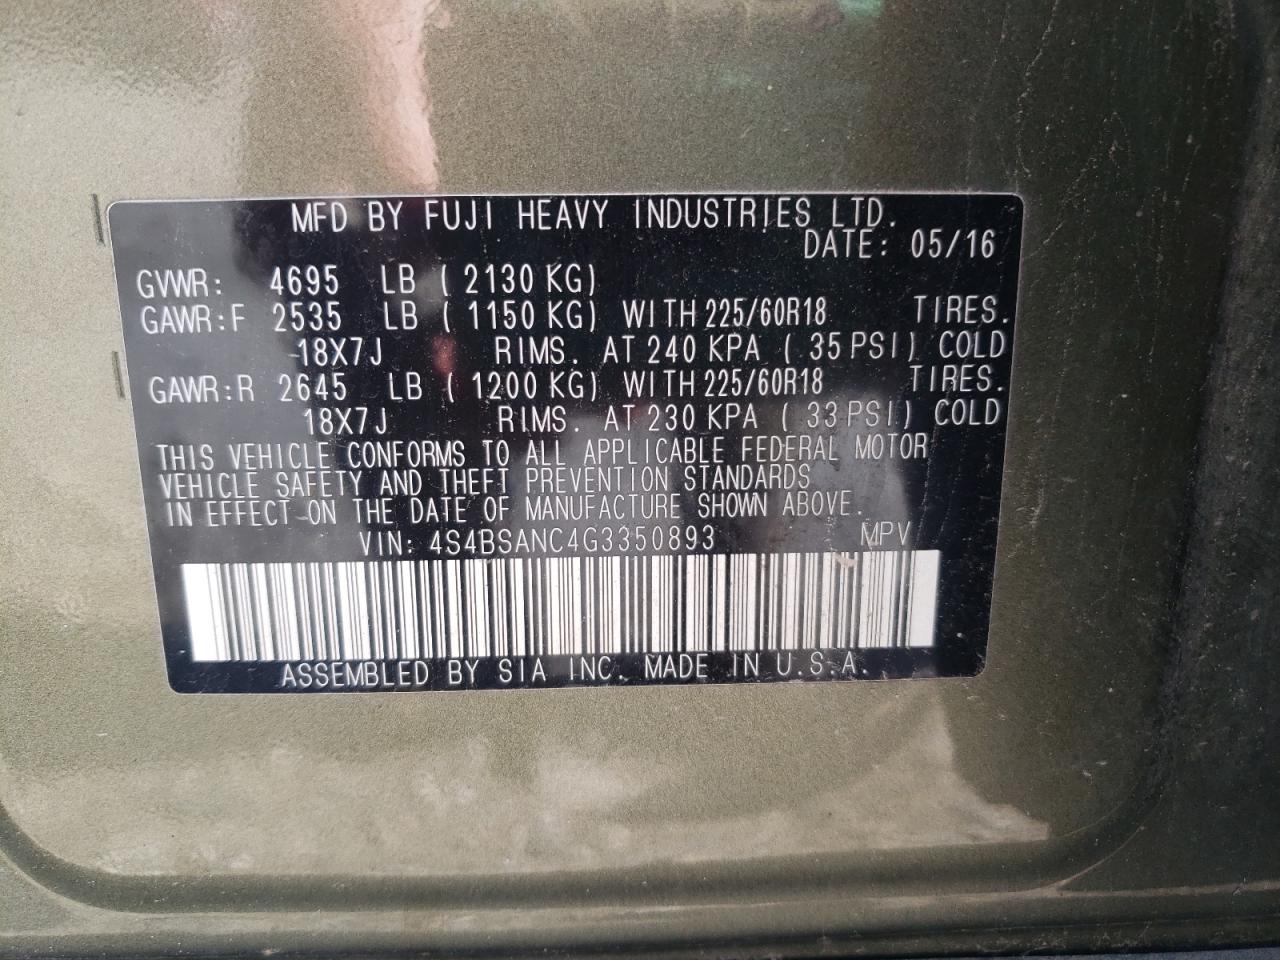 MFD BY FUJI HEAVY INDUSTRIES LTD.
DATE: 05/16
GVWR: 4695 LB ( 2130 KG)
GAWR:F 2535 LB ( 1150 KG) WITH 225/60R18 TIRES.
18X7J RIMS. AT 240 KPA ( 35 PSI) COLD
GAWR:R 2645 LB ( 1200 KG) WITH 225/60R18 TIRES.
18X7J RIMS. AT 230 KPA ( 33 PSI) COLD
THIS VEHICLE CONFORMS TO ALL APPLICABLE FEDERAL MOTOR
VEHICLE SAFETY AND THEFT PREVENTION STANDARDS
IN EFFECT ON THE DATE OF MANUFACTURE SHOWN ABOVE.
VIN: 4S4BSANC4G3350893 MPV
ASSEMBLED BY SIA INC. MADE IN U.S.A.